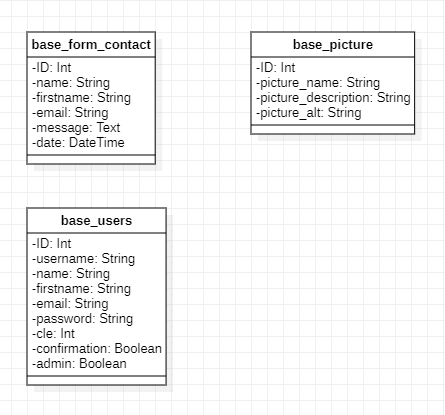 base_form_contact
-ID: Int
-name: String
-firstname: String
-email: String
-message: Text
-date: DateTime
base_picture
-ID: Int
-picture_name: String
-picture_description: String
-picture_alt: String
base_users
-ID: Int
-username: String
-name: String
-firstname: String
-email: String
-password: String
-cle: Int
-confirmation: Boolean
-admin: Boolean